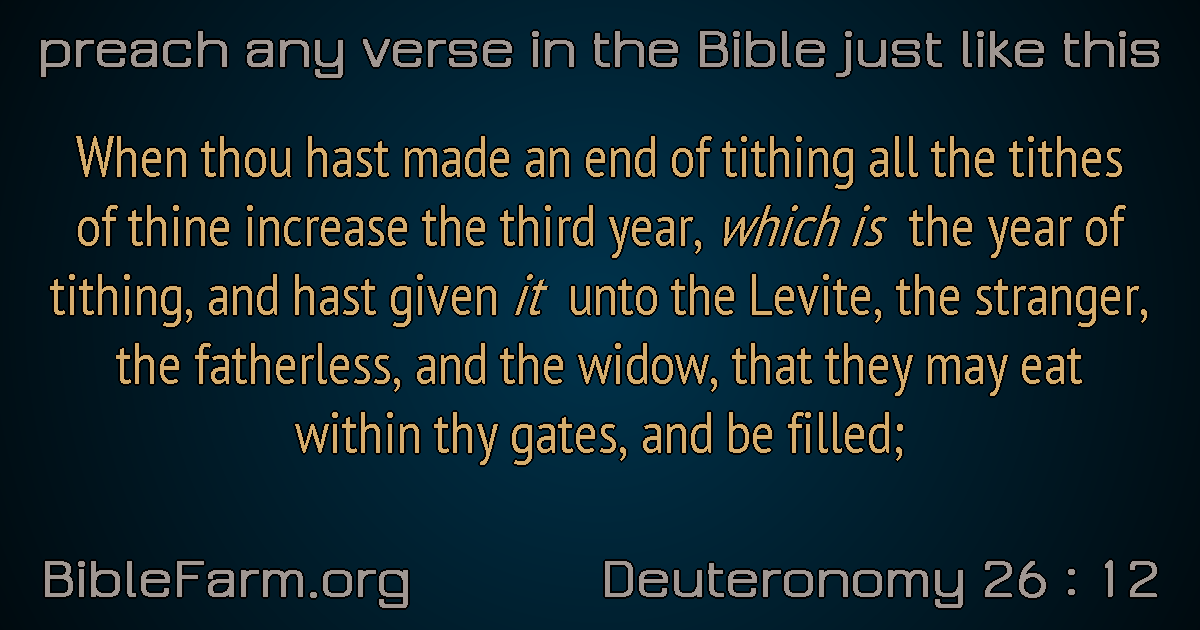 preach any verse in the Bible just like this
When thou hast made an end of tithing all the tithes
of thine increase the third year, which is the year of
tithing, and hast given it unto the Levite, the stranger,
the fatherless, and the widow, that they may eat
within thy gates, and be filled;
BibleFarm.org
Deuteronomy 26 : 12